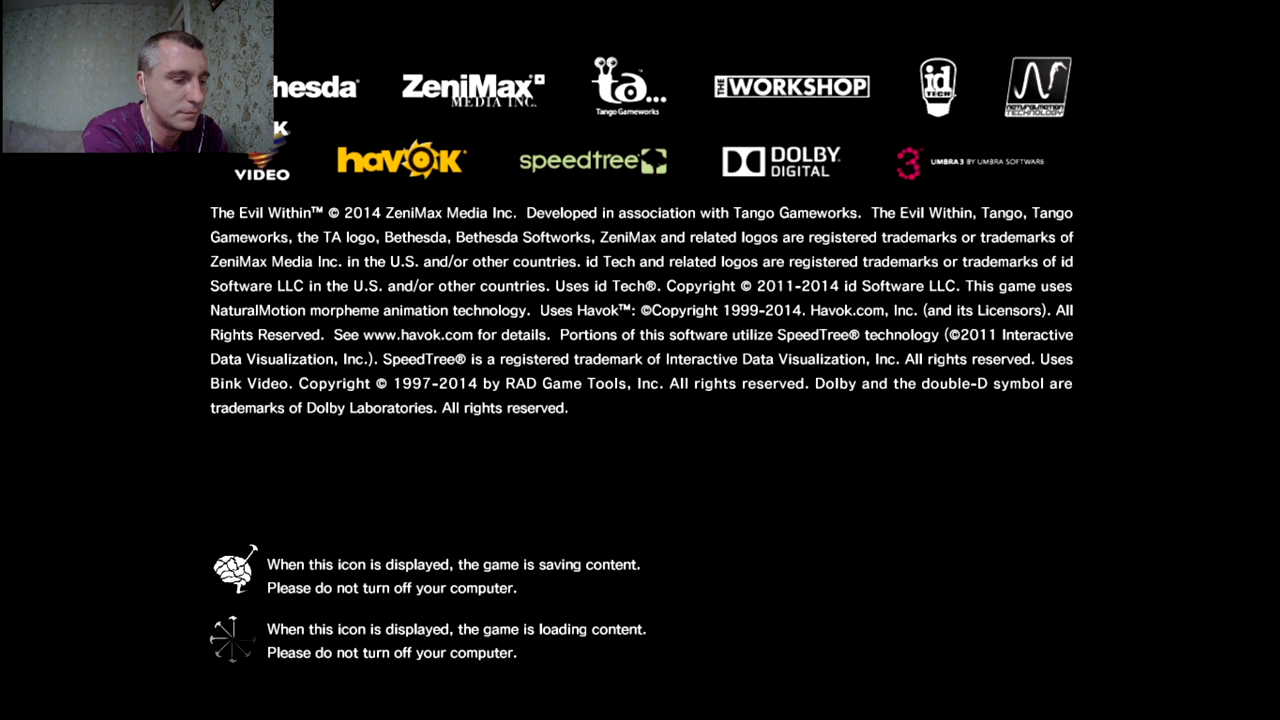 hesda®
ZeniMax®
MEDIA INC.
ta...™
Tango Gameworks
THE WORKSHOP
id
TECH
NATURALMOTION
TECHNOLOGY
K
VIDEO
havok™
speedtree®
DOLBY
DIGITAL
3 UMBRA 3 BY UMBRA SOFTWARE
The Evil Within™ © 2014 ZeniMax Media Inc. Developed in association with Tango Gameworks. The Evil Within, Tango, Tango
Gameworks, the TA logo, Bethesda, Bethesda Softworks, ZeniMax and related logos are registered trademarks or trademarks of
ZeniMax Media Inc. in the U.S. and/or other countries. id Tech and related logos are registered trademarks or trademarks of id
Software LLC in the U.S. and/or other countries. Uses id Tech®. Copyright © 2011-2014 id Software LLC. This game uses
NaturalMotion morpheme animation technology. Uses Havok™: ©Copyright 1999-2014. Havok.com, Inc. (and its Licensors). All
Rights Reserved. See www.havok.com for details. Portions of this software utilize SpeedTree® technology (©2011 Interactive
Data Visualization, Inc.). SpeedTree® is a registered trademark of Interactive Data Visualization, Inc. All rights reserved. Uses
Bink Video. Copyright © 1997-2014 by RAD Game Tools, Inc. All rights reserved. Dolby and the double-D symbol are
trademarks of Dolby Laboratories. All rights reserved.
When this icon is displayed, the game is saving content.
Please do not turn off your computer.
When this icon is displayed, the game is loading content.
Please do not turn off your computer.